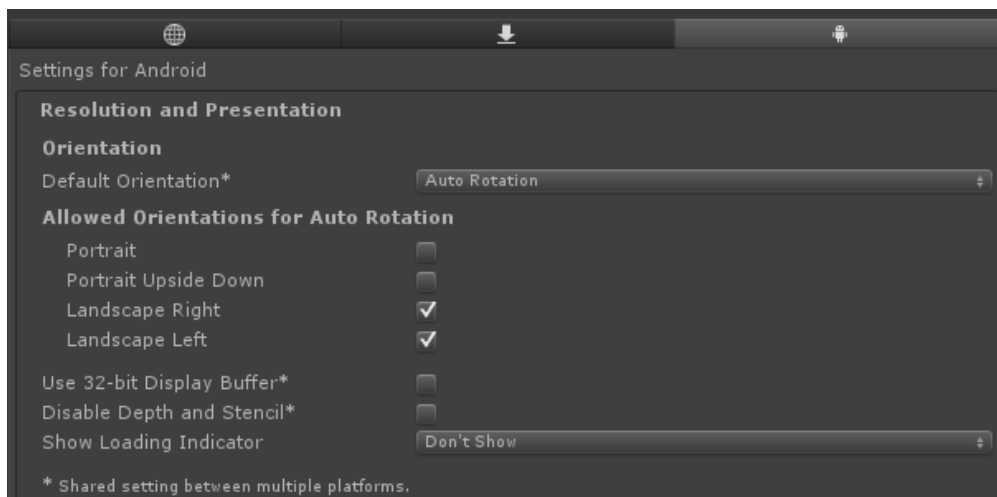 Settings for Android
Resolution and Presentation
Orientation
Default Orientation* Auto Rotation
Allowed Orientations for Auto Rotation
Portrait
Portrait Upside Down
Landscape Right
Landscape Left
Use 32-bit Display Buffer*
Disable Depth and Stencil*
Show Loading Indicator Don't Show
* Shared setting between multiple platforms.